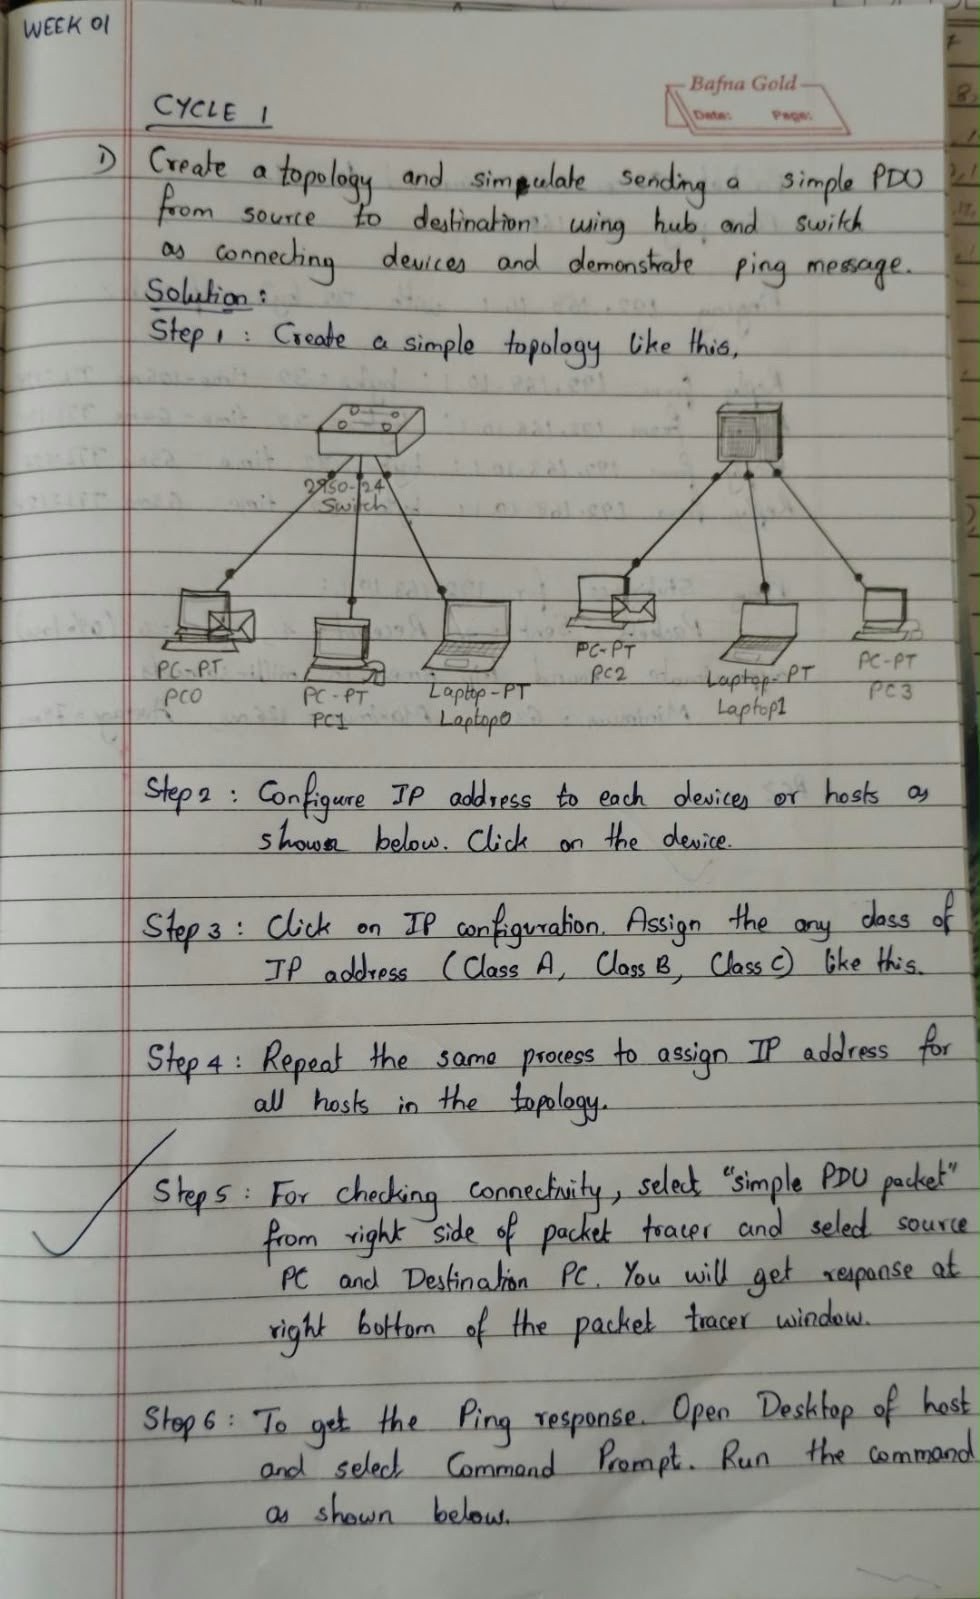 WEEK 01
Bafna Gold
Date: Page:
CYCLE 1
1) Create a topology and simulate sending a simple PDU
from source to destination using hub and switch
as connecting devices and demonstrate ping message.
Solution:
Step 1 : Create a simple topology like this,
2950-24
Switch
PC-PT
PC0
PC-PT
PC1
Laptop-PT
Laptop0
PC-PT
PC2
Laptop-PT
Laptop1
PC-PT
PC3
Step 2 : Configure IP address to each devices or hosts as
shown below. Click on the device.
Step 3 : Click on IP configuration. Assign the any class of
IP address (Class A, Class B, Class C) like this.
Step 4 : Repeat the same process to assign IP address for
all hosts in the topology.
Step 5 : For checking connectivity, select "simple PDU packet"
from right side of packet tracer and select source
PC and Destination PC. You will get response at
right bottom of the packet tracer window.
Step 6 : To get the Ping response. Open Desktop of host
and select Command Prompt. Run the command
as shown below.